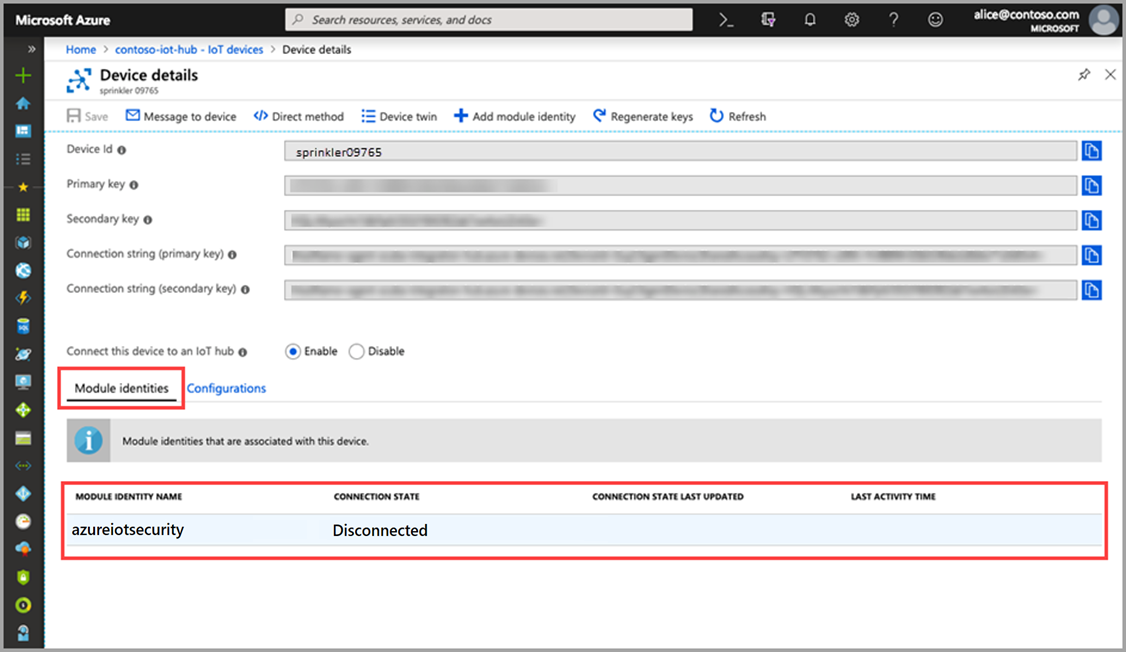 Microsoft Azure
Search resources, services, and docs
alice@contoso.com
MICROSOFT
Home > contoso-iot-hub - IoT devices > Device details
Device details
sprinkler 09765
Save Message to device Direct method Device twin Add module identity Regenerate keys Refresh
Device Id sprinkler09765
Primary key
Secondary key
Connection string (primary key)
Connection string (secondary key)
Connect this device to an IoT hub Enable Disable
Module identities Configurations
Module identities that are associated with this device.
MODULE IDENTITY NAME CONNECTION STATE CONNECTION STATE LAST UPDATED LAST ACTIVITY TIME
azureiotsecurity Disconnected